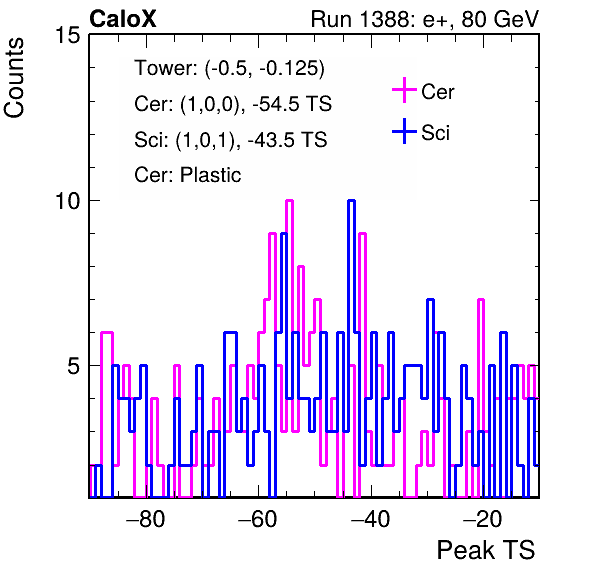 CaloX Run 1388: e+, 80 GeV
Counts
15
10
5
Tower: (-0.5, -0.125)
Cer: (1,0,0), -54.5 TS
Sci: (1,0,1), -43.5 TS
Cer: Plastic
Cer
Sci
−80 −60 −40 −20
Peak TS